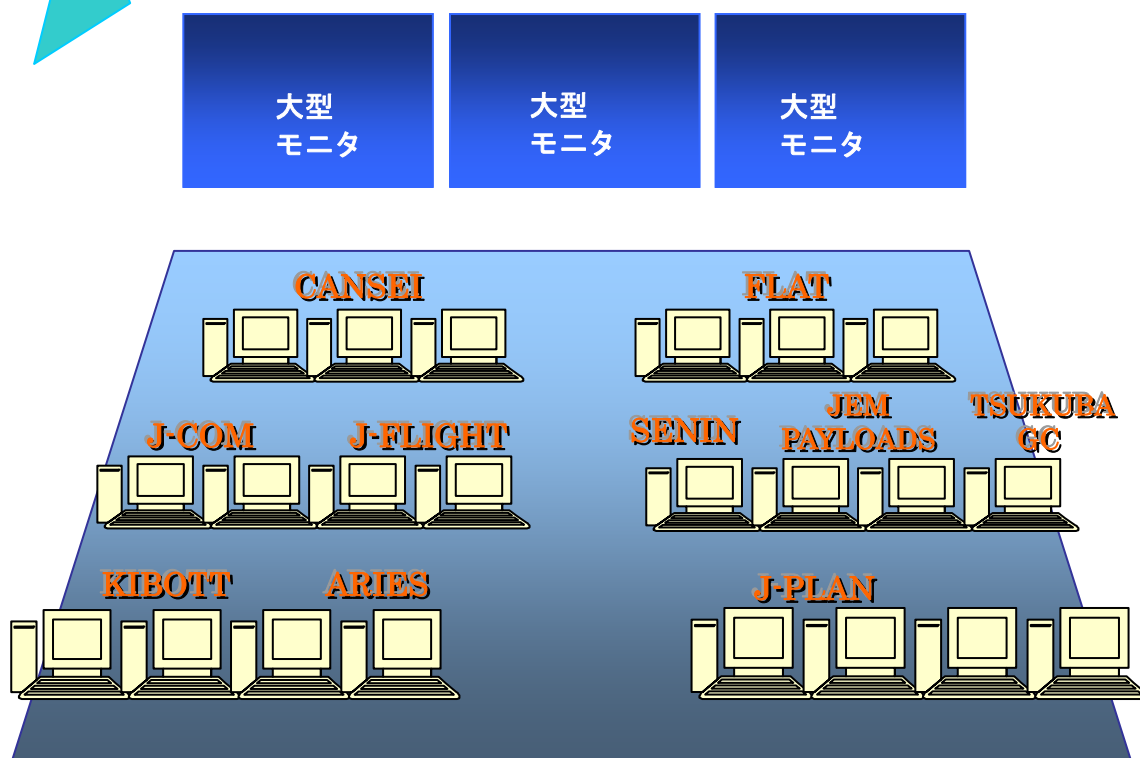 大型
モニタ
大型
モニタ
大型
モニタ
CANSEI
FLAT
J-COM
J-FLIGHT
SENIN
JEM
PAYLOADS
TSUKUBA
GC
KIBOTT
ARIES
J-PLAN